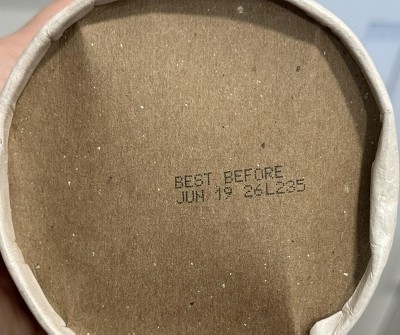 BEST BEFORE
JUN 19 26L235